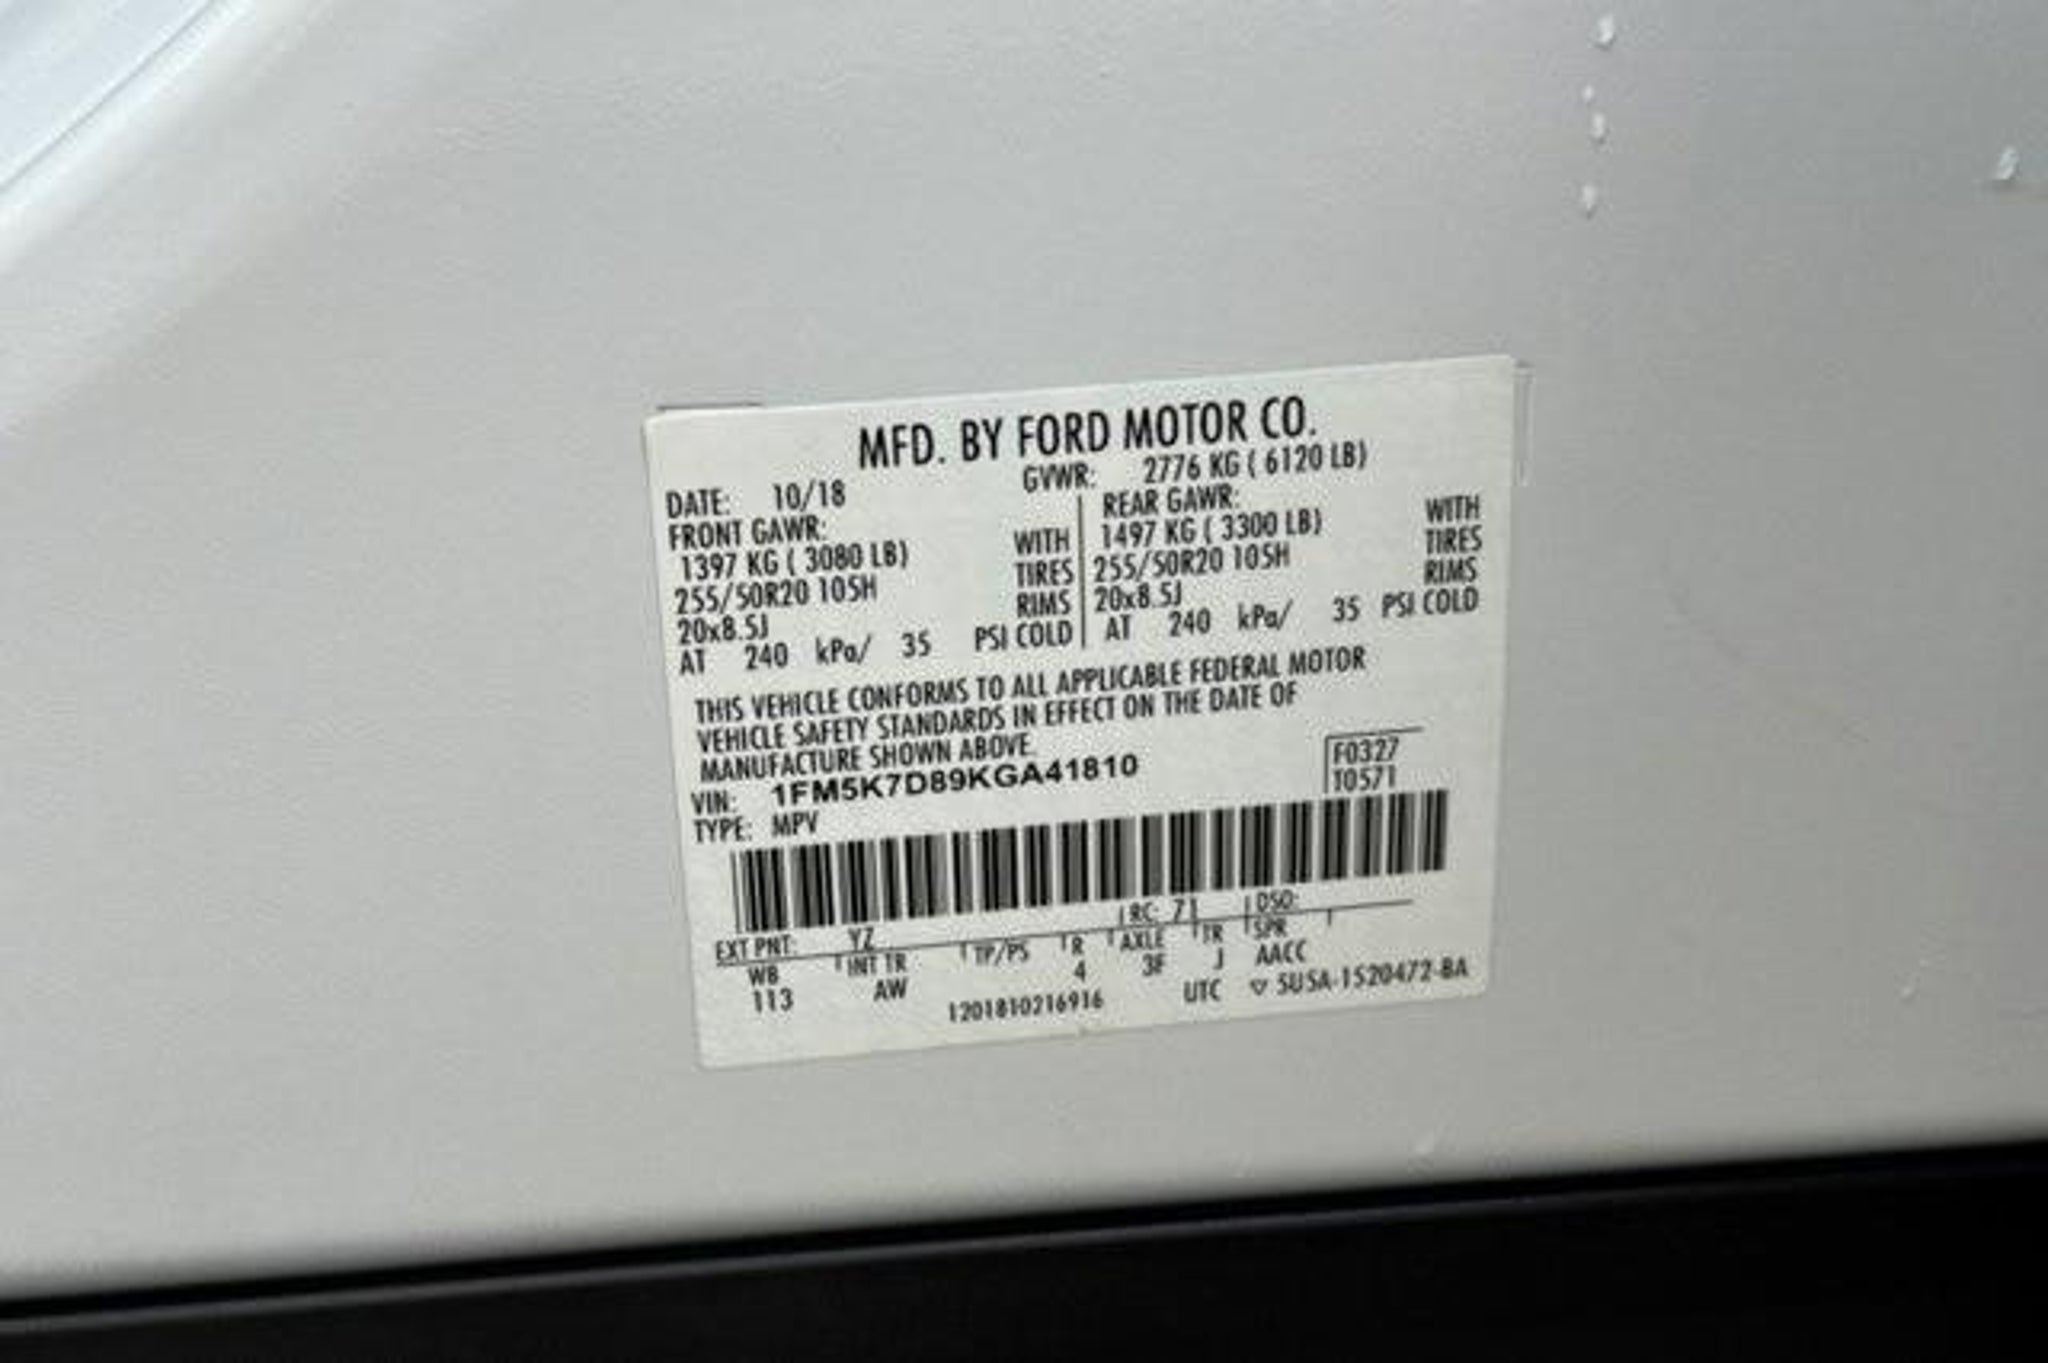 MFD. BY FORD MOTOR CO.
DATE: 10/18 GVWR: 2776 KG ( 6120 LB)
FRONT GAWR: REAR GAWR:
1397 KG ( 3080 LB) WITH 1497 KG ( 3300 LB) WITH
255/50R20 105H TIRES 255/50R20 105H TIRES
20x8.5J RIMS 20x8.5J RIMS
AT 240 kPa/ 35 PSI COLD AT 240 kPa/ 35 PSI COLD
THIS VEHICLE CONFORMS TO ALL APPLICABLE FEDERAL MOTOR
VEHICLE SAFETY STANDARDS IN EFFECT ON THE DATE OF
MANUFACTURE SHOWN ABOVE.
VIN: 1FM5K7D89KGA41810 F0327
TYPE: MPV T0571
EXT PNT: YZ RC: 71 DSO:
WB INT TR TP/PS R AXLE TR SPR
113 AW 4 3F J AACC
1201810216916 UTC ▽ 5USA-1520472-BA